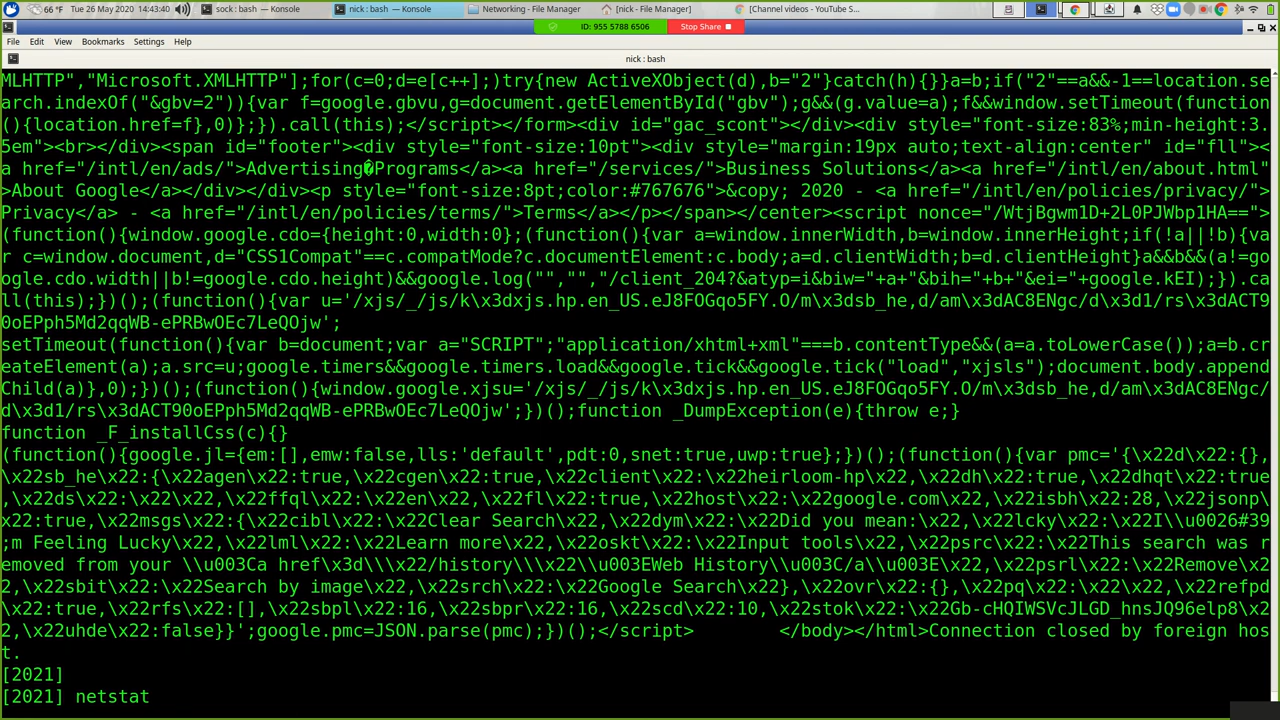 66 °F Tue 26 May 2020 14:43:40 sock : bash — Konsole nick : bash — Konsole Networking - File Manager [nick - File Manager] [Channel videos - YouTube S...
ID: 955 5788 6506 Stop Share
File Edit View Bookmarks Settings Help
nick : bash
MLHTTP","Microsoft.XMLHTTP"];for(c=0;d=e[c++];)try{new ActiveXObject(d),b="2"}catch(h){}}a=b;if("2"==a&&-1==location.se
arch.indexOf("&gbv=2")){var f=google.gbvu,g=document.getElementById("gbv");g&&(g.value=a);f&&window.setTimeout(function
(){location.href=f},0)};}).call(this);</script></form><div id="gac_scont"></div><div style="font-size:83%;min-height:3.
5em"><br></div><span id="footer"><div style="font-size:10pt"><div style="margin:19px auto;text-align:center" id="fll"><
a href="/intl/en/ads/">Advertising�Programs</a><a href="/services/">Business Solutions</a><a href="/intl/en/about.html"
>About Google</a></div></div><p style="font-size:8pt;color:#767676">&copy; 2020 - <a href="/intl/en/policies/privacy/">
Privacy</a> - <a href="/intl/en/policies/terms/">Terms</a></p></span></center><script nonce="/WtjBgwm1D+2L0PJWbp1HA==">
(function(){window.google.cdo={height:0,width:0};(function(){var a=window.innerWidth,b=window.innerHeight;if(!a||!b){va
r c=window.document,d="CSS1Compat"==c.compatMode?c.documentElement:c.body;a=d.clientWidth;b=d.clientHeight}a&&b&&(a!=go
ogle.cdo.width||b!=google.cdo.height)&&google.log("","","/client_204?&atyp=i&biw="+a+"&bih="+b+"&ei="+google.kEI);}).ca
ll(this);})();(function(){var u='/xjs/_/js/k\x3dxjs.hp.en_US.eJ8FOGqo5FY.O/m\x3dsb_he,d/am\x3dAC8ENgc/d\x3d1/rs\x3dACT9
0oEPph5Md2qqWB-ePRBwOEc7LeQOjw';
setTimeout(function(){var b=document;var a="SCRIPT";"application/xhtml+xml"===b.contentType&&(a=a.toLowerCase());a=b.cr
eateElement(a);a.src=u;google.timers&&google.timers.load&&google.tick&&google.tick("load","xjsls");document.body.append
Child(a)},0);})();(function(){window.google.xjsu='/xjs/_/js/k\x3dxjs.hp.en_US.eJ8FOGqo5FY.O/m\x3dsb_he,d/am\x3dAC8ENgc/
d\x3d1/rs\x3dACT90oEPph5Md2qqWB-ePRBwOEc7LeQOjw';})();function _DumpException(e){throw e;}
function _F_installCss(c){}
(function(){google.jl={em:[],emw:false,lls:'default',pdt:0,snet:true,uwp:true};})();(function(){var pmc='{\x22d\x22:{},
\x22sb_he\x22:{\x22agen\x22:true,\x22cgen\x22:true,\x22client\x22:\x22heirloom-hp\x22,\x22dh\x22:true,\x22dhqt\x22:true
,\x22ds\x22:\x22\x22,\x22ffql\x22:\x22en\x22,\x22fl\x22:true,\x22host\x22:\x22google.com\x22,\x22isbh\x22:28,\x22jsonp\
x22:true,\x22msgs\x22:{\x22cibl\x22:\x22Clear Search\x22,\x22dym\x22:\x22Did you mean:\x22,\x22lcky\x22:\x22I\\u0026#39
;m Feeling Lucky\x22,\x22lml\x22:\x22Learn more\x22,\x22oskt\x22:\x22Input tools\x22,\x22psrc\x22:\x22This search was r
emoved from your \\u003Ca href\x3d\\\x22/history\\\x22\\u003EWeb History\\u003C/a\\u003E\x22,\x22psrl\x22:\x22Remove\x2
2,\x22sbit\x22:\x22Search by image\x22,\x22srch\x22:\x22Google Search\x22},\x22ovr\x22:{},\x22pq\x22:\x22\x22,\x22refpd
\x22:true,\x22rfs\x22:[],\x22sbpl\x22:16,\x22sbpr\x22:16,\x22scd\x22:10,\x22stok\x22:\x22Gb-cHQIWSVcJLGD_hnsJQ96elp8\x2
2,\x22uhde\x22:false}}';google.pmc=JSON.parse(pmc);})();</script>        </body></html>Connection closed by foreign hos
t.
[2021]
[2021] netstat